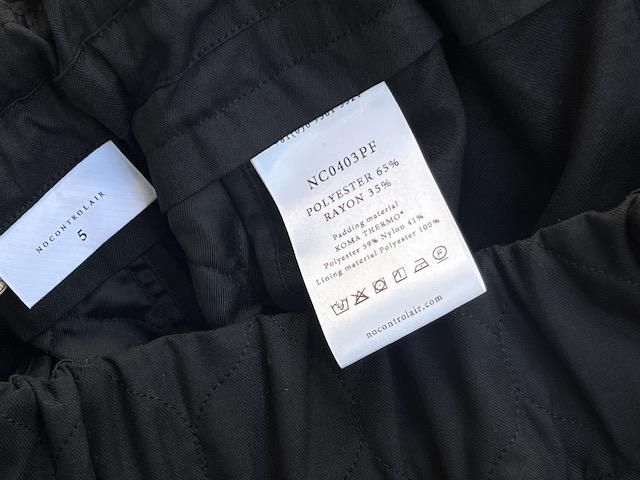 NOCONTROLAIR
5
NC0403PF
POLYESTER 65%
RAYON 35%
Padding material
KOMA THERMO®
Polyester 59% Nylon 41%
Lining material Polyester 100%
nocontrolair.com